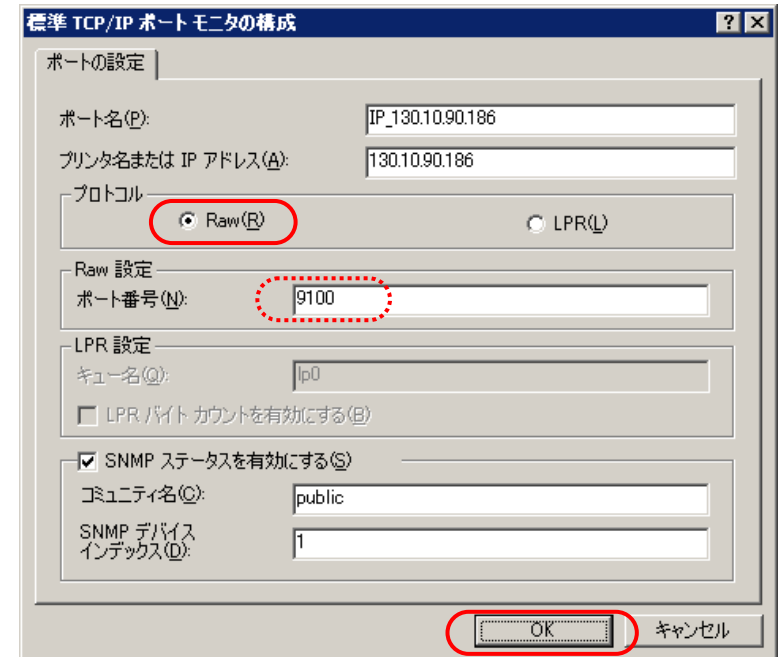 標準 TCP/IP ポート モニタの構成
ポートの設定
ポート名(P):
IP_130.10.90.186
プリンタ名または IP アドレス(A):
130.10.90.186
プロトコル
Raw(R)
LPR(L)
Raw 設定
ポート番号(N):
9100
LPR 設定
キュー名(Q):
lp0
LPR バイト カウントを有効にする(B)
SNMP ステータスを有効にする(S)
コミュニティ名(C):
public
SNMP デバイス
インデックス(D):
1
OK
キャンセル